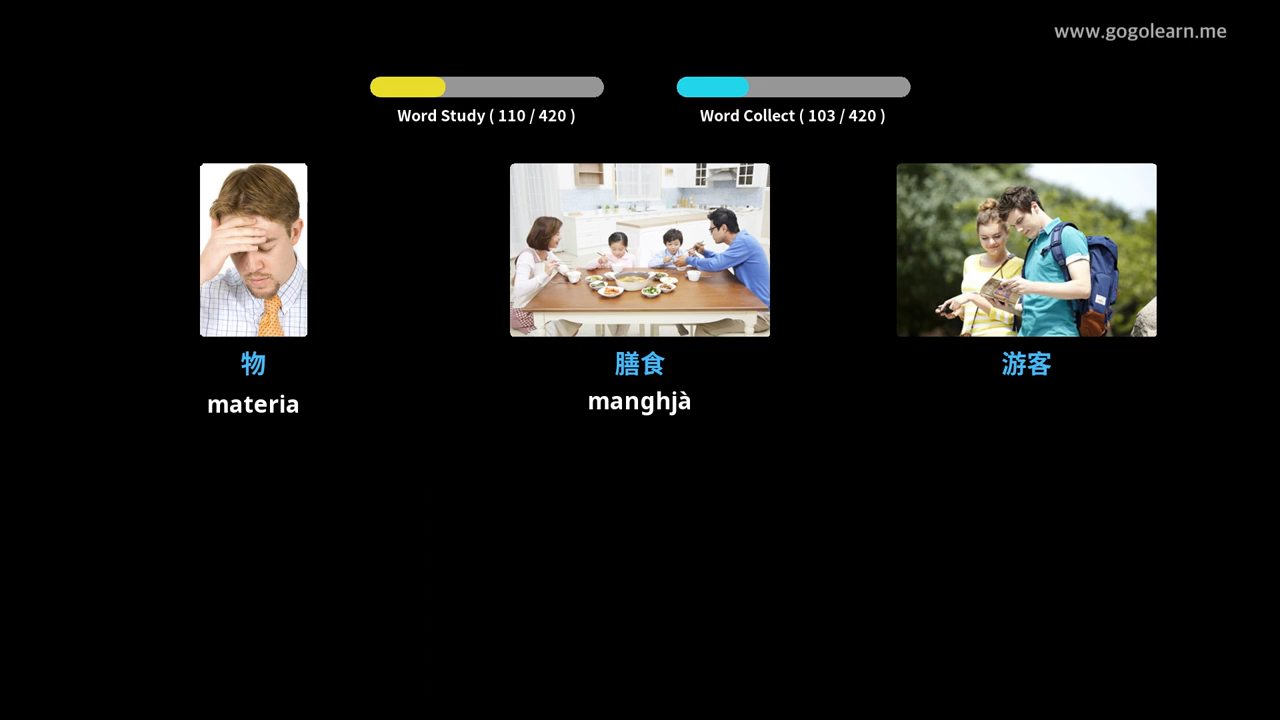 www.gogolearn.me
Word Study ( 110 / 420 )
Word Collect ( 103 / 420 )
物
膳食
游客
materia
manghjà